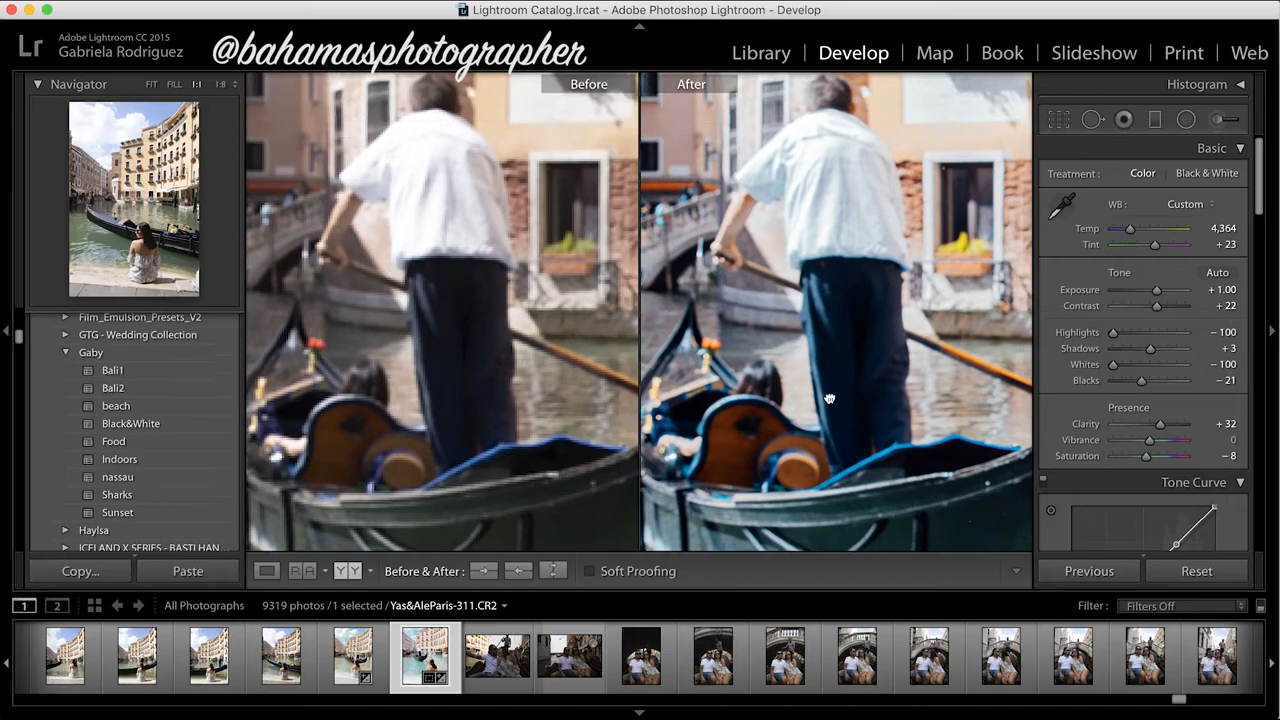 Lightroom Catalog.lrcat - Adobe Photoshop Lightroom - Develop
Lr
Adobe Lightroom CC 2015
Gabriela Rodriguez
@bahamasphotographer
Library | Develop | Map | Book | Slideshow | Print | Web
Navigator FIT FILL 1:1 1:8
Film_Emulsion_Presets_V2
GTG - Wedding Collection
Gaby
Bali1
Bali2
beach
Black&White
Food
Indoors
nassau
Sharks
Sunset
Haylsa
ICELAND X SERIES - BASTI HAN...
Copy... Paste
Before After
Histogram
Basic
Treatment: Color Black & White
WB: Custom
Temp 4,364
Tint + 23
Tone Auto
Exposure + 1.00
Contrast + 22
Highlights − 100
Shadows + 3
Whites − 100
Blacks − 21
Presence
Clarity + 32
Vibrance 0
Saturation − 8
Tone Curve
R A Y Y Before & After: Soft Proofing
Previous Reset
1 2 All Photographs 9319 photos / 1 selected / Yas&AleParis-311.CR2 Filter: Filters Off